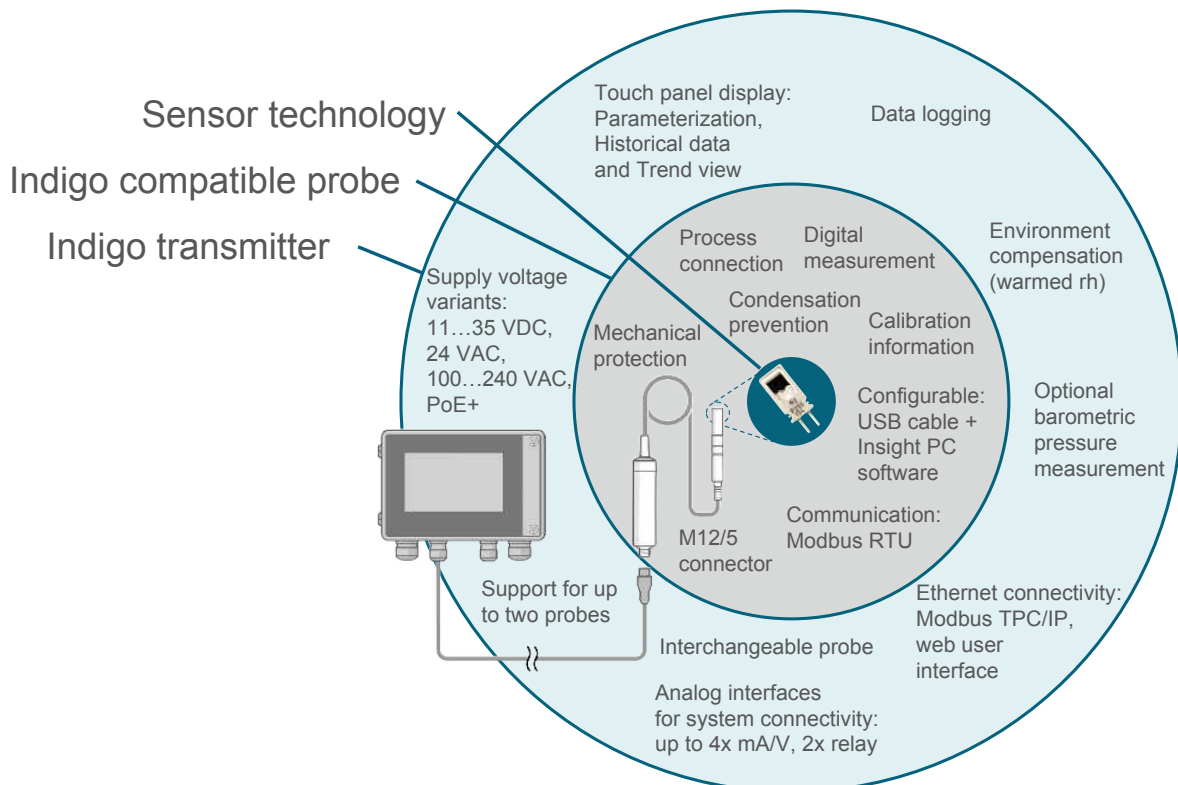 Sensor technology
Indigo compatible probe
Indigo transmitter
Touch panel display:
Parameterization,
Historical data
and Trend view
Data logging
Supply voltage
variants:
11…35 VDC,
24 VAC,
100…240 VAC,
PoE+
Process
connection
Digital
measurement
Environment
compensation
(warmed rh)
Condensation
prevention
Mechanical
protection
Calibration
information
Configurable:
USB cable +
Insight PC
software
Optional
barometric
pressure
measurement
Communication:
Modbus RTU
M12/5
connector
Support for up
to two probes
Ethernet connectivity:
Modbus TPC/IP,
web user
interface
Interchangeable probe
Analog interfaces
for system connectivity:
up to 4x mA/V, 2x relay